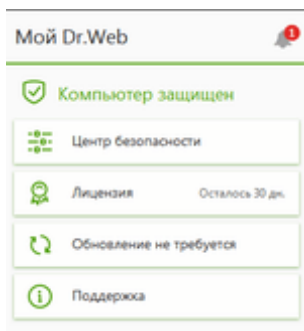 Мой Dr.Web
1
Компьютер защищен
Центр безопасности
Лицензия Осталось 30 дн.
Обновление не требуется
Поддержка